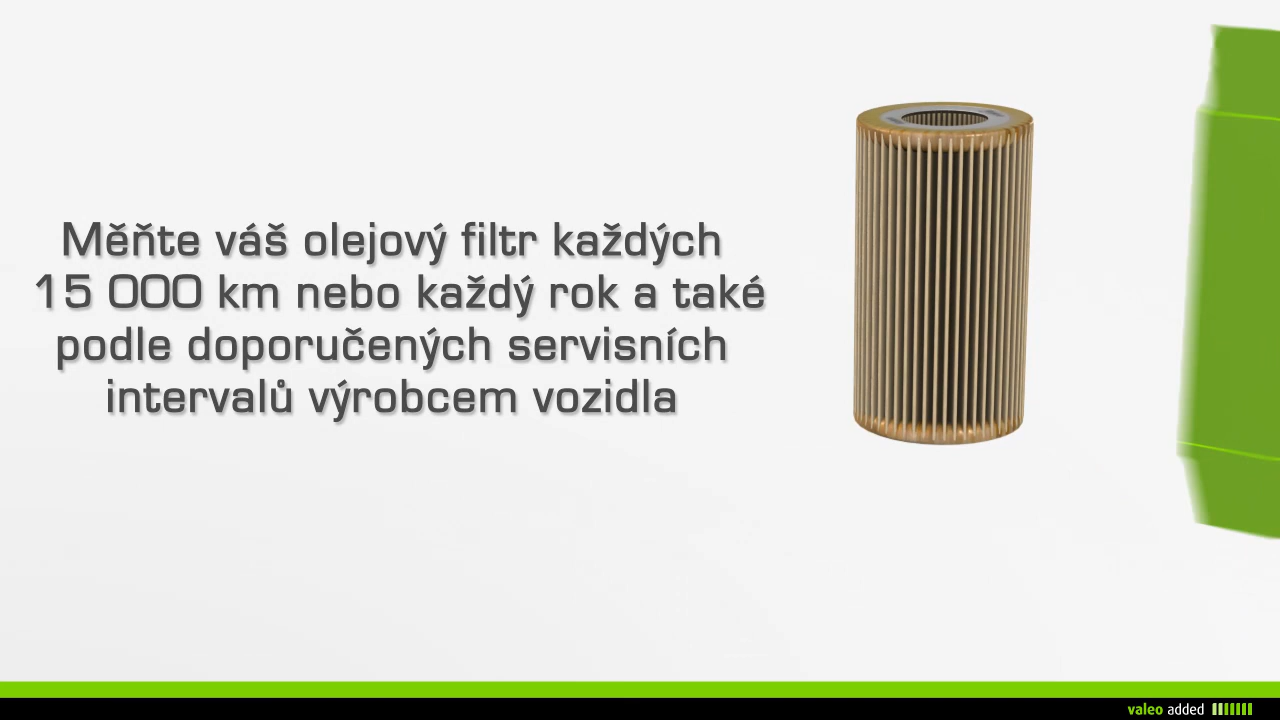 Měňte váš olejový filtr každých
15 000 km nebo každý rok a také
podle doporučených servisních
intervalů výrobcem vozidla
valeo added